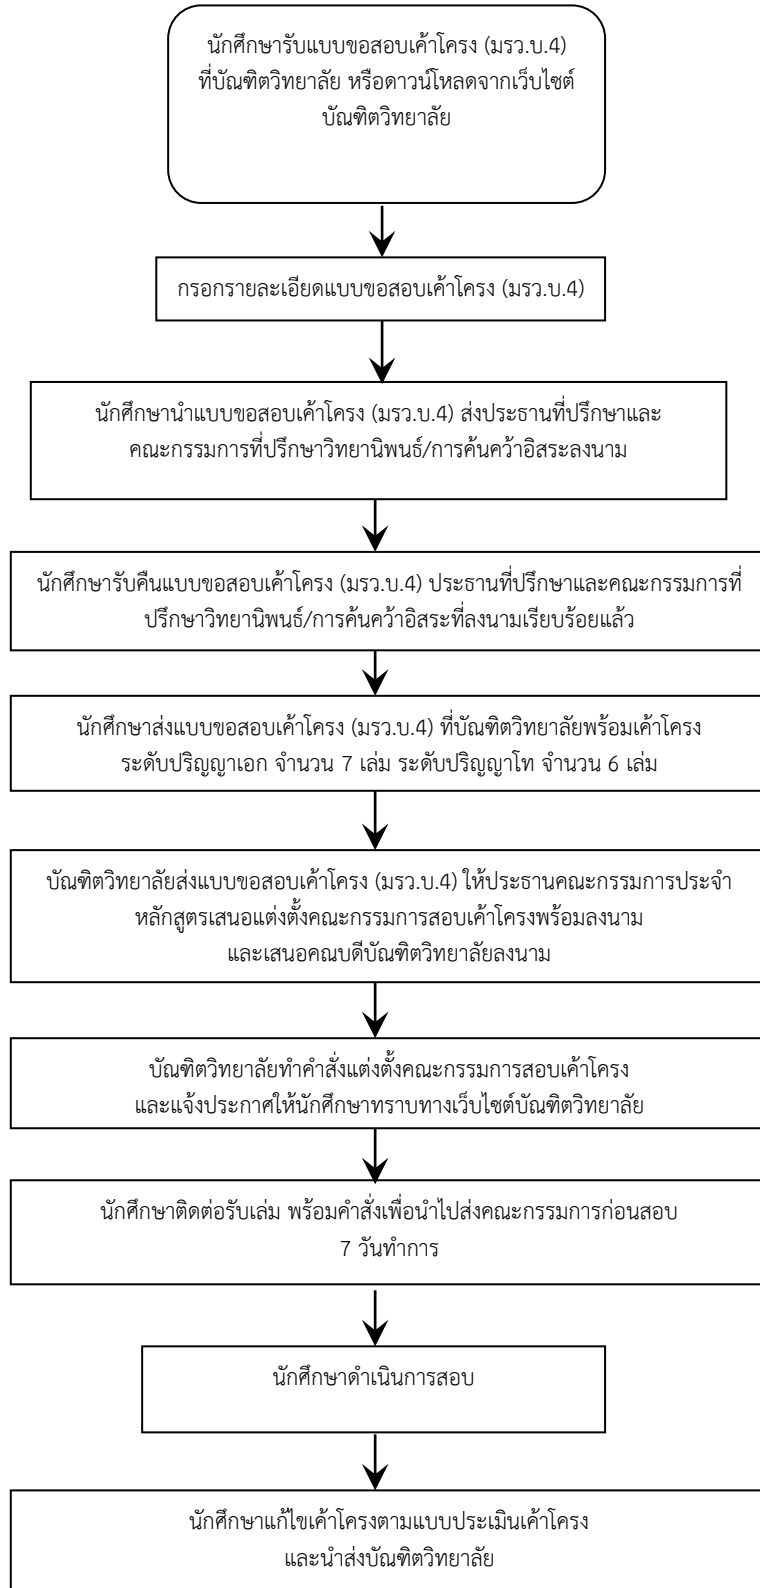 นักศึกษารับแบบขอสอบเค้าโครง (มรว.บ.4)
ที่บัณฑิตวิทยาลัย หรือดาวน์โหลดจากเว็บไซต์
บัณฑิตวิทยาลัย
กรอกรายละเอียดแบบขอสอบเค้าโครง (มรว.บ.4)
นักศึกษานำแบบขอสอบเค้าโครง (มรว.บ.4) ส่งประธานที่ปรึกษาและ
คณะกรรมการที่ปรึกษาวิทยานิพนธ์/การค้นคว้าอิสระลงนาม
นักศึกษารับคืนแบบขอสอบเค้าโครง (มรว.บ.4) ประธานที่ปรึกษาและคณะกรรมการที่
ปรึกษาวิทยานิพนธ์/การค้นคว้าอิสระที่ลงนามเรียบร้อยแล้ว
นักศึกษาส่งแบบขอสอบเค้าโครง (มรว.บ.4) ที่บัณฑิตวิทยาลัยพร้อมเค้าโครง
ระดับปริญญาเอก จำนวน 7 เล่ม ระดับปริญญาโท จำนวน 6 เล่ม
บัณฑิตวิทยาลัยส่งแบบขอสอบเค้าโครง (มรว.บ.4) ให้ประธานคณะกรรมการประจำ
หลักสูตรเสนอแต่งตั้งคณะกรรมการสอบเค้าโครงพร้อมลงนาม
และเสนอคณบดีบัณฑิตวิทยาลัยลงนาม
บัณฑิตวิทยาลัยทำคำสั่งแต่งตั้งคณะกรรมการสอบเค้าโครง
และแจ้งประกาศให้นักศึกษาทราบทางเว็บไซต์บัณฑิตวิทยาลัย
นักศึกษาติดต่อรับเล่ม พร้อมคำสั่งเพื่อนำไปส่งคณะกรรมการก่อนสอบ
7 วันทำการ
นักศึกษาดำเนินการสอบ
นักศึกษาแก้ไขเค้าโครงตามแบบประเมินเค้าโครง
และนำส่งบัณฑิตวิทยาลัย